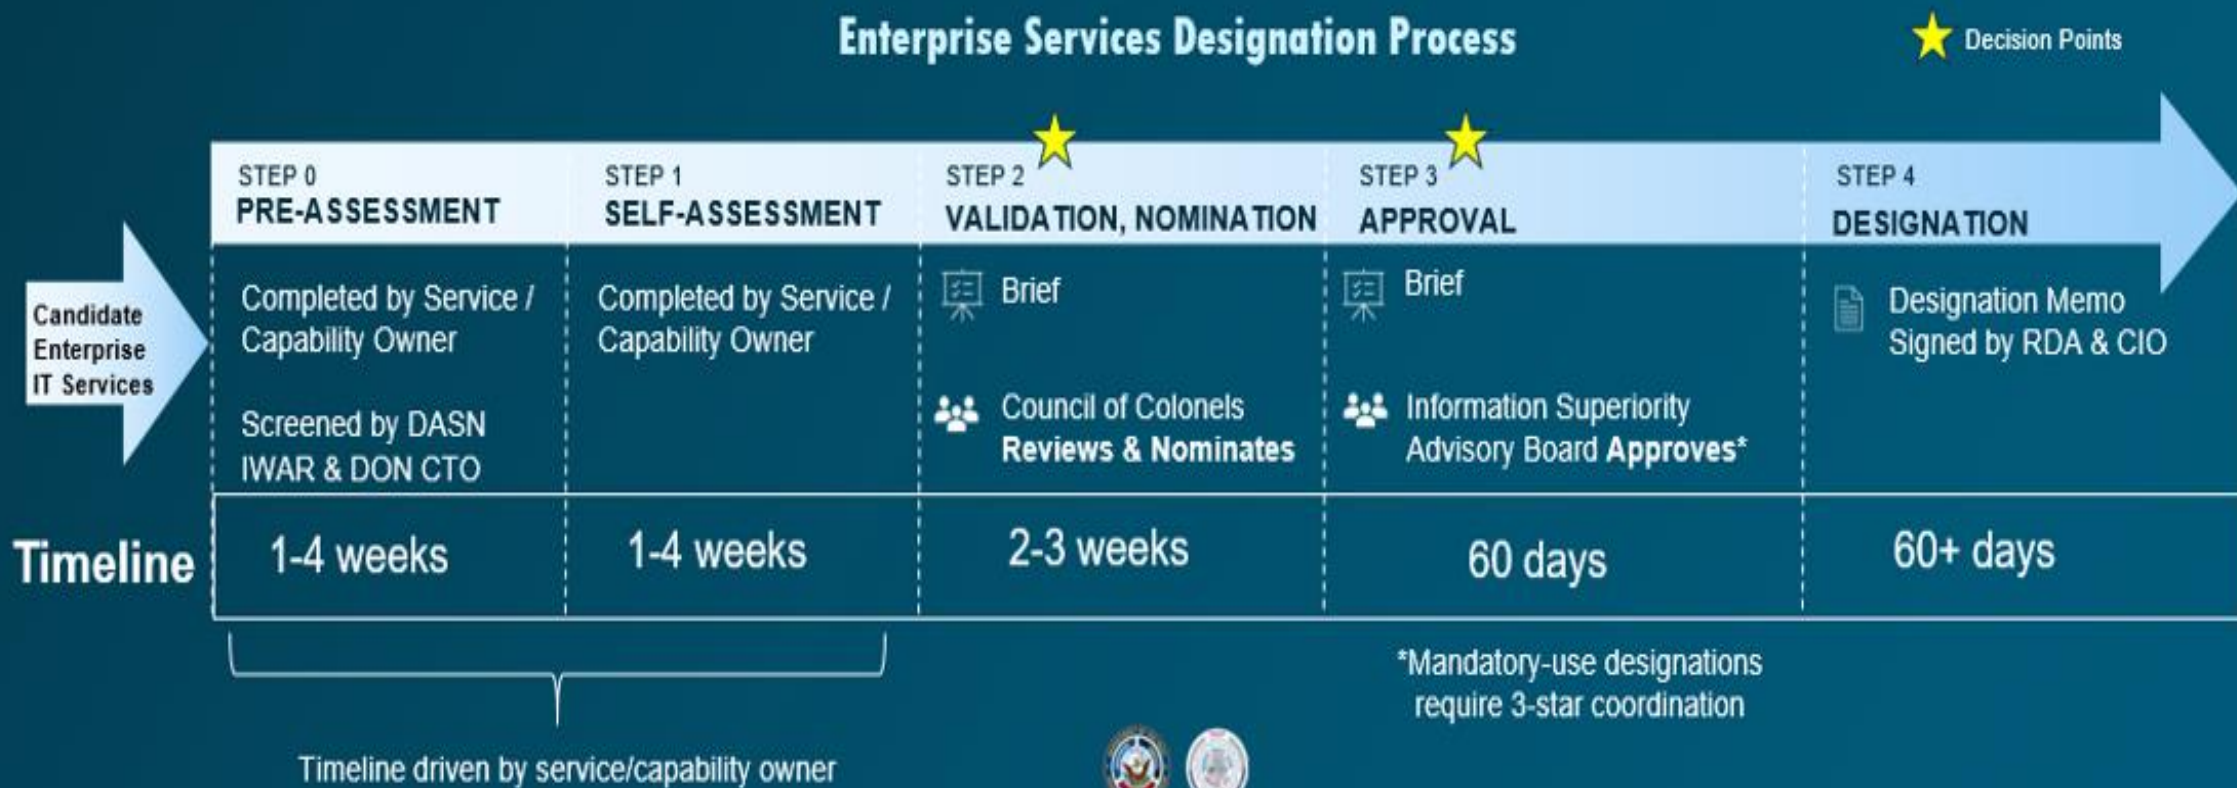 Enterprise Services Designation Process
Decision Points
STEP 0
PRE-ASSESSMENT
STEP 1
SELF-ASSESSMENT
STEP 2
VALIDATION, NOMINATION
STEP 3
APPROVAL
STEP 4
DESIGNATION
Candidate
Enterprise
IT Services
Completed by Service /
Capability Owner
Screened by DASN
IWAR & DON CTO
Completed by Service /
Capability Owner
Brief
Council of Colonels
Reviews & Nominates
Brief
Information Superiority
Advisory Board Approves*
Designation Memo
Signed by RDA & CIO
Timeline
1-4 weeks
1-4 weeks
2-3 weeks
60 days
60+ days
*Mandatory-use designations
require 3-star coordination
Timeline driven by service/capability owner